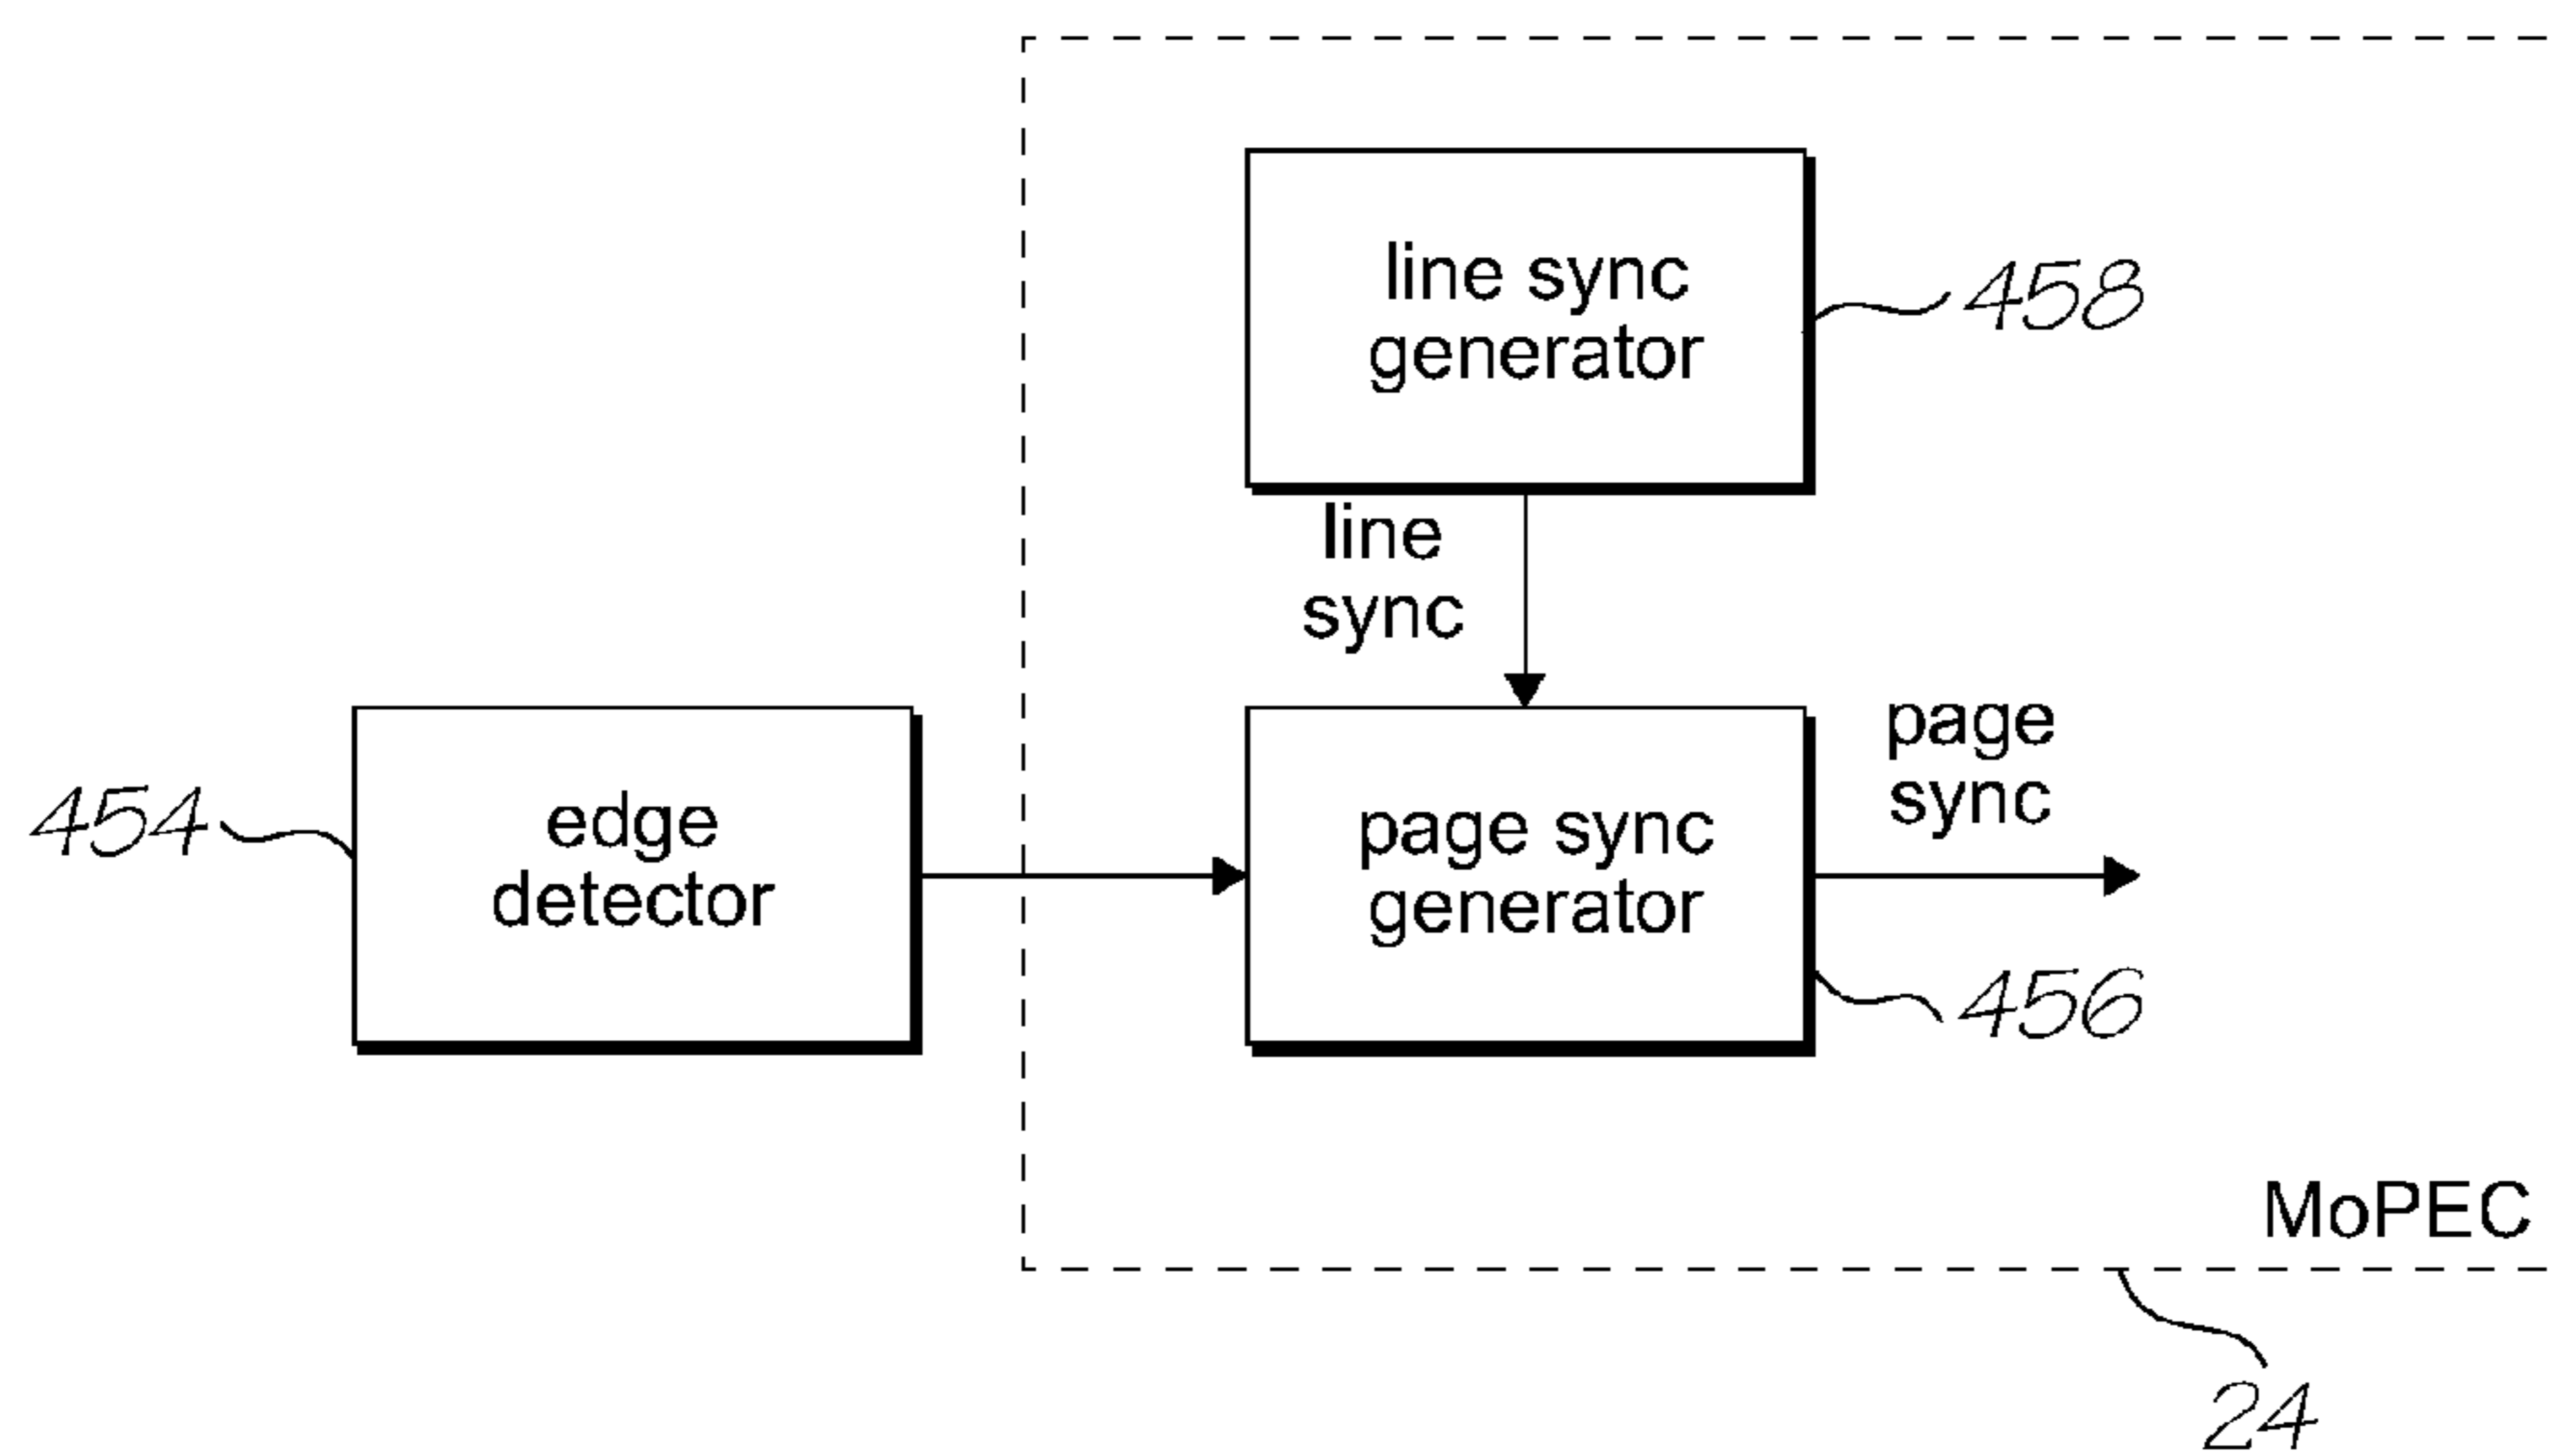 line sync
generator
458
line
sync
page
sync
454
edge
detector
page sync
generator
456
MoPEC
24